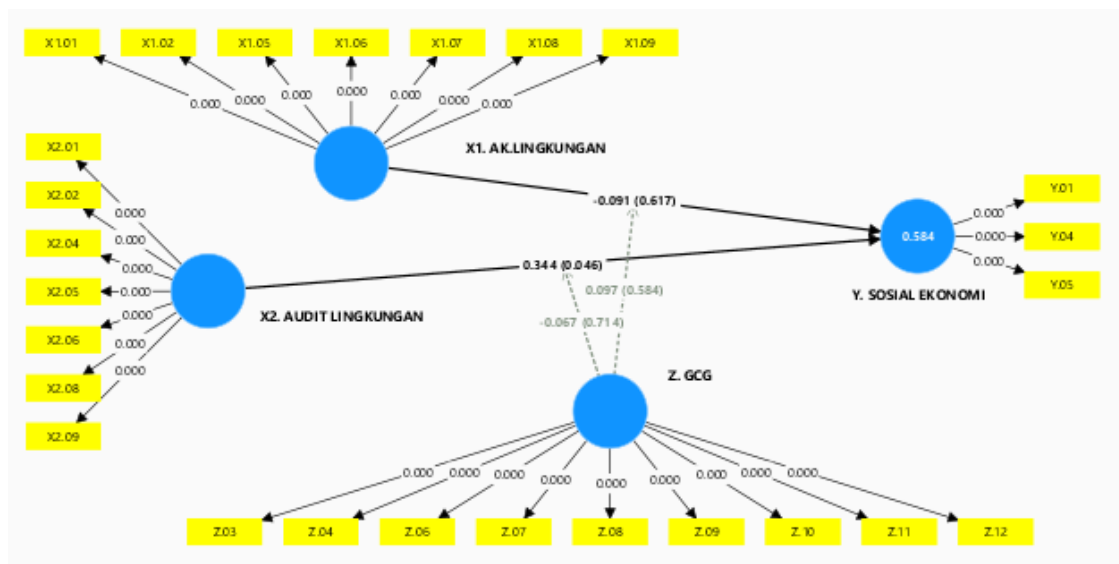 X1.01
X1.02
X1.05
X1.06
X1.07
X1.08
X1.09
0.000
0.000
0.000
0.000
0.000
0.000
0.000
X1. AK.LINGKUNGAN
X2.01
X2.02
X2.04
X2.05
X2.06
X2.08
X2.09
0.000
0.000
0.000
0.000
0.000
0.000
0.000
X2. AUDIT LINGKUNGAN
-0.091 (0.617)
0.344 (0.046)
0.097 (0.584)
-0.067 (0.714)
0.584
Y. SOSIAL EKONOMI
0.000
0.000
0.000
Y.01
Y.04
Y.05
Z. GCG
0.000
0.000
0.000
0.000
0.000
0.000
0.000
0.000
0.000
Z.03
Z.04
Z.06
Z.07
Z.08
Z.09
Z.10
Z.11
Z.12